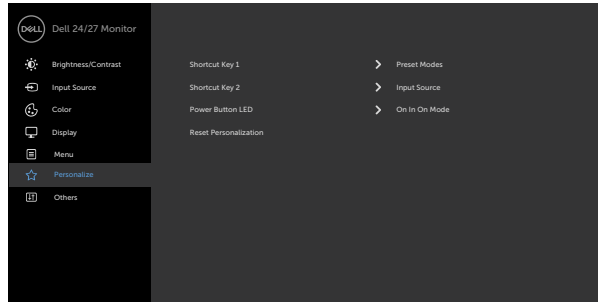 DELL Dell 24/27 Monitor
Brightness/Contrast Shortcut Key 1 Preset Modes
Input Source Shortcut Key 2 Input Source
Color Power Button LED On In On Mode
Display Reset Personalization
Menu
Personalize
Others